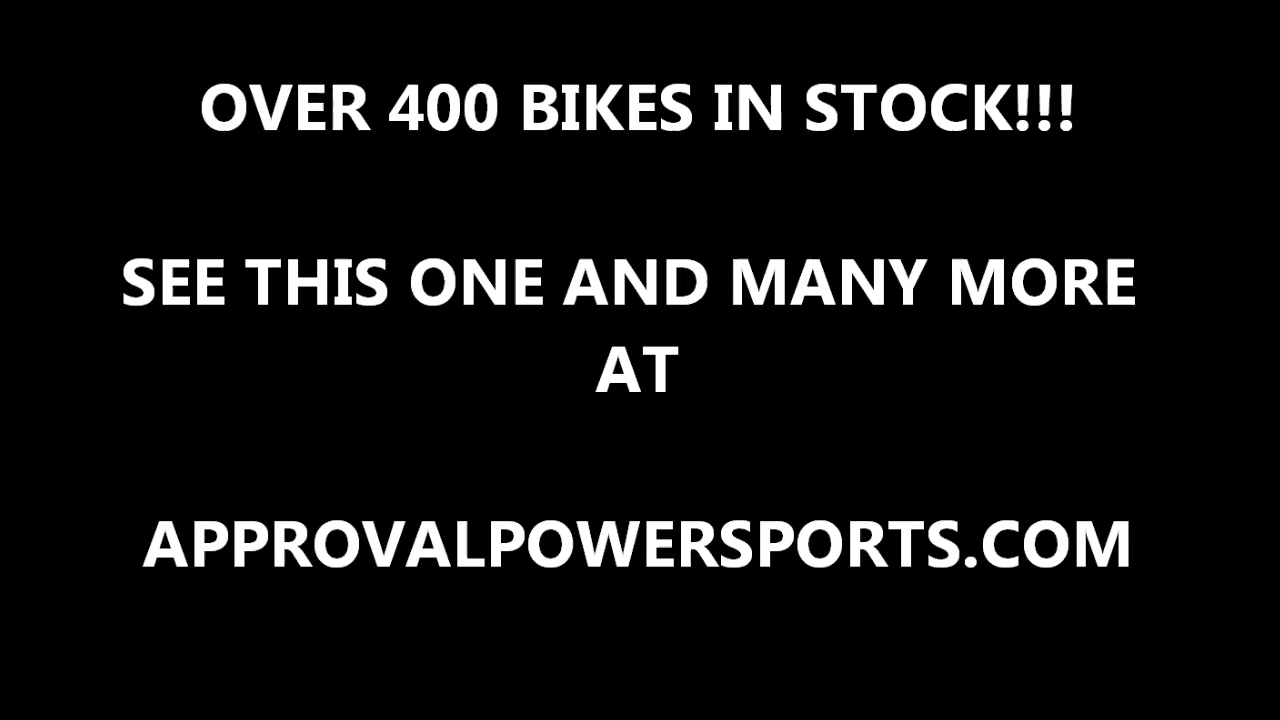 OVER 400 BIKES IN STOCK!!!
SEE THIS ONE AND MANY MORE
AT
APPROVALPOWERSPORTS.COM